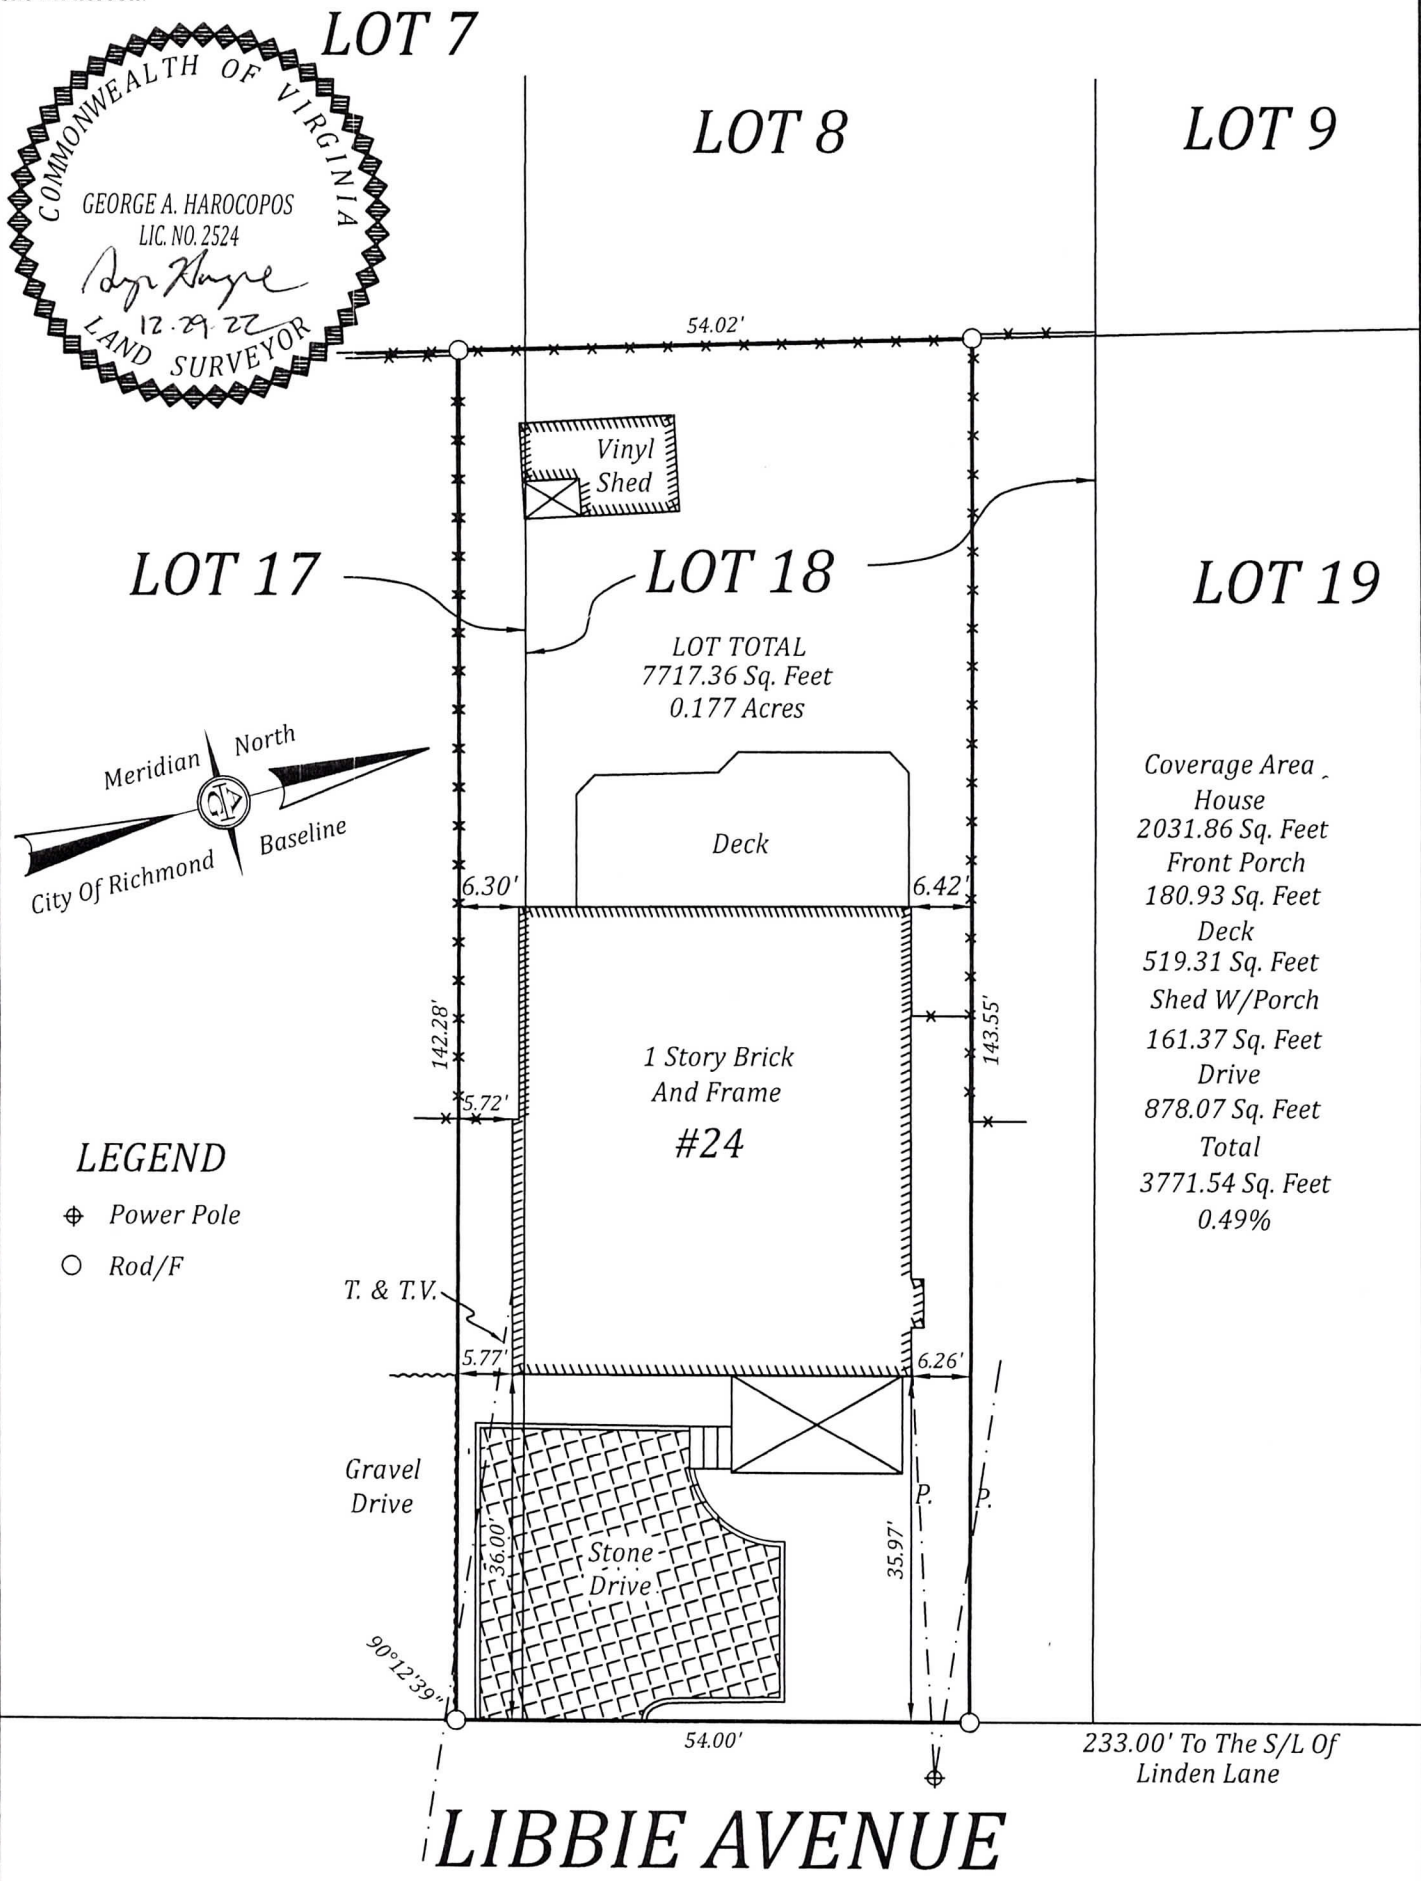 LOT 7
LOT 8
LOT 9
COMMONWEALTH OF VIRGINIA
GEORGE A. HAROCOPOS
LIC. NO. 2524
12·29·22
LAND SURVEYOR
54.02'
Vinyl
Shed
LOT 17
LOT 18
LOT 19
LOT TOTAL
7717.36 Sq. Feet
0.177 Acres
Meridian North
City Of Richmond Baseline
Deck
6.30'
6.42'
142.28'
143.55'
1 Story Brick
And Frame
#24
5.72'
Coverage Area
House
2031.86 Sq. Feet
Front Porch
180.93 Sq. Feet
Deck
519.31 Sq. Feet
Shed W/Porch
161.37 Sq. Feet
Drive
878.07 Sq. Feet
Total
3771.54 Sq. Feet
0.49%
LEGEND
Power Pole
Rod/F
T. & T.V.
5.77'
6.26'
Gravel
Drive
36.00'
Stone
Drive
35.97'
P.
P.
90°12'39"
54.00'
233.00' To The S/L Of
Linden Lane
LIBBIE AVENUE